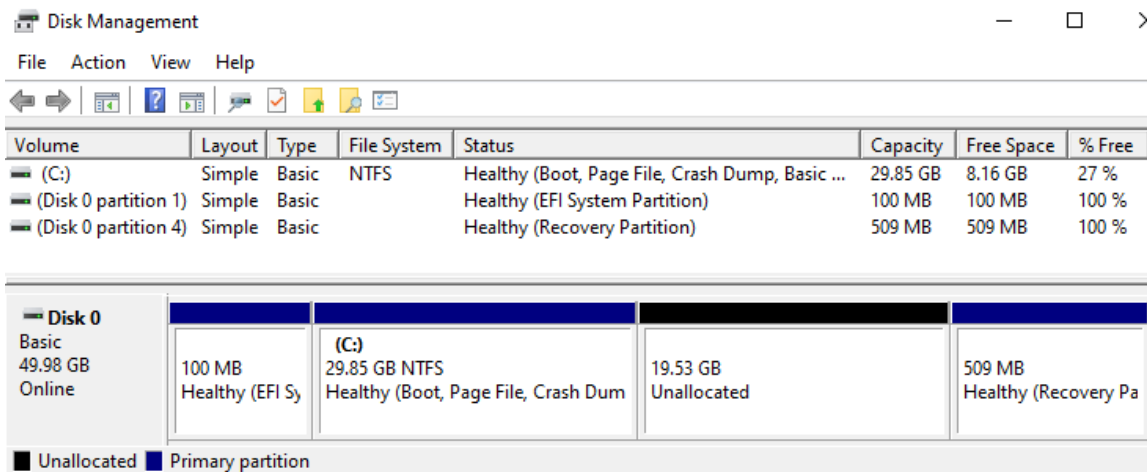 Disk Management
File Action View Help
Volume Layout Type File System Status Capacity Free Space % Free
(C:) Simple Basic NTFS Healthy (Boot, Page File, Crash Dump, Basic ... 29.85 GB 8.16 GB 27 %
(Disk 0 partition 1) Simple Basic Healthy (EFI System Partition) 100 MB 100 MB 100 %
(Disk 0 partition 4) Simple Basic Healthy (Recovery Partition) 509 MB 509 MB 100 %
Disk 0
Basic
49.98 GB
Online
100 MB
Healthy (EFI Sy
(C:)
29.85 GB NTFS
Healthy (Boot, Page File, Crash Dum
19.53 GB
Unallocated
509 MB
Healthy (Recovery Pa
Unallocated Primary partition